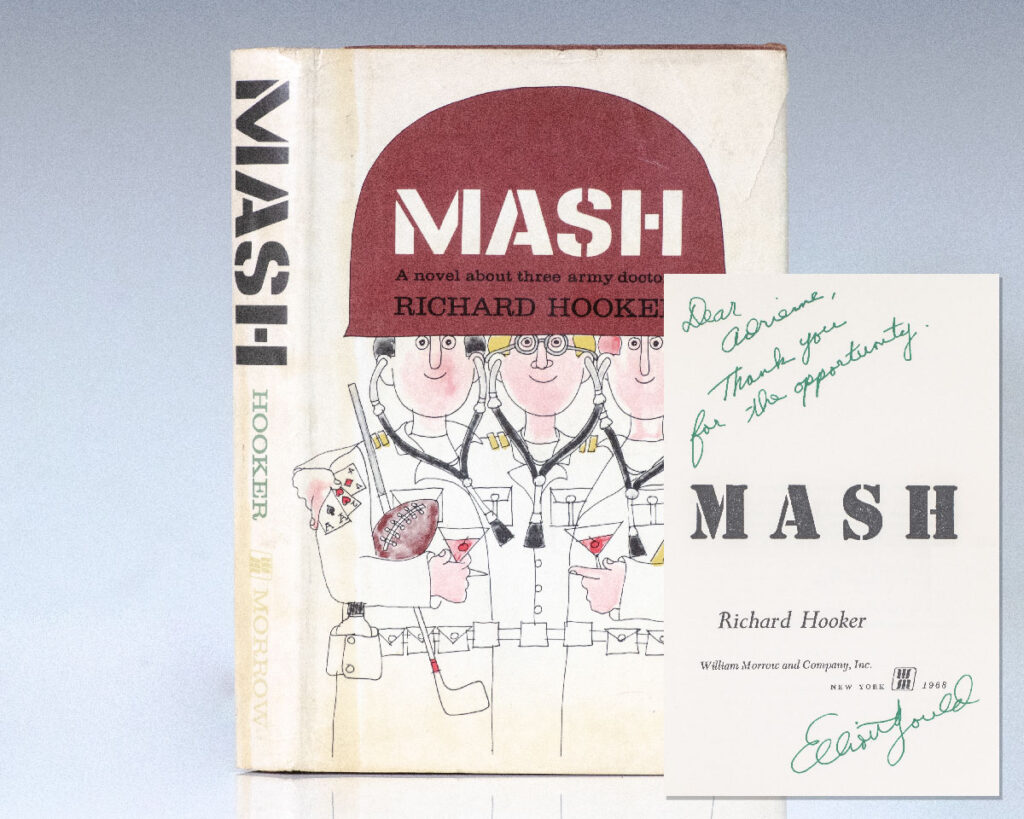 MASH
HOOKER
MORROW
MASH
A novel about three army docto
RICHARD HOOKER
Dear
Adrienne,
Thank you
for the opportunity.
MASH
Richard Hooker
William Morrow and Company, Inc.
NEW YORK 1968
Elliott Gould